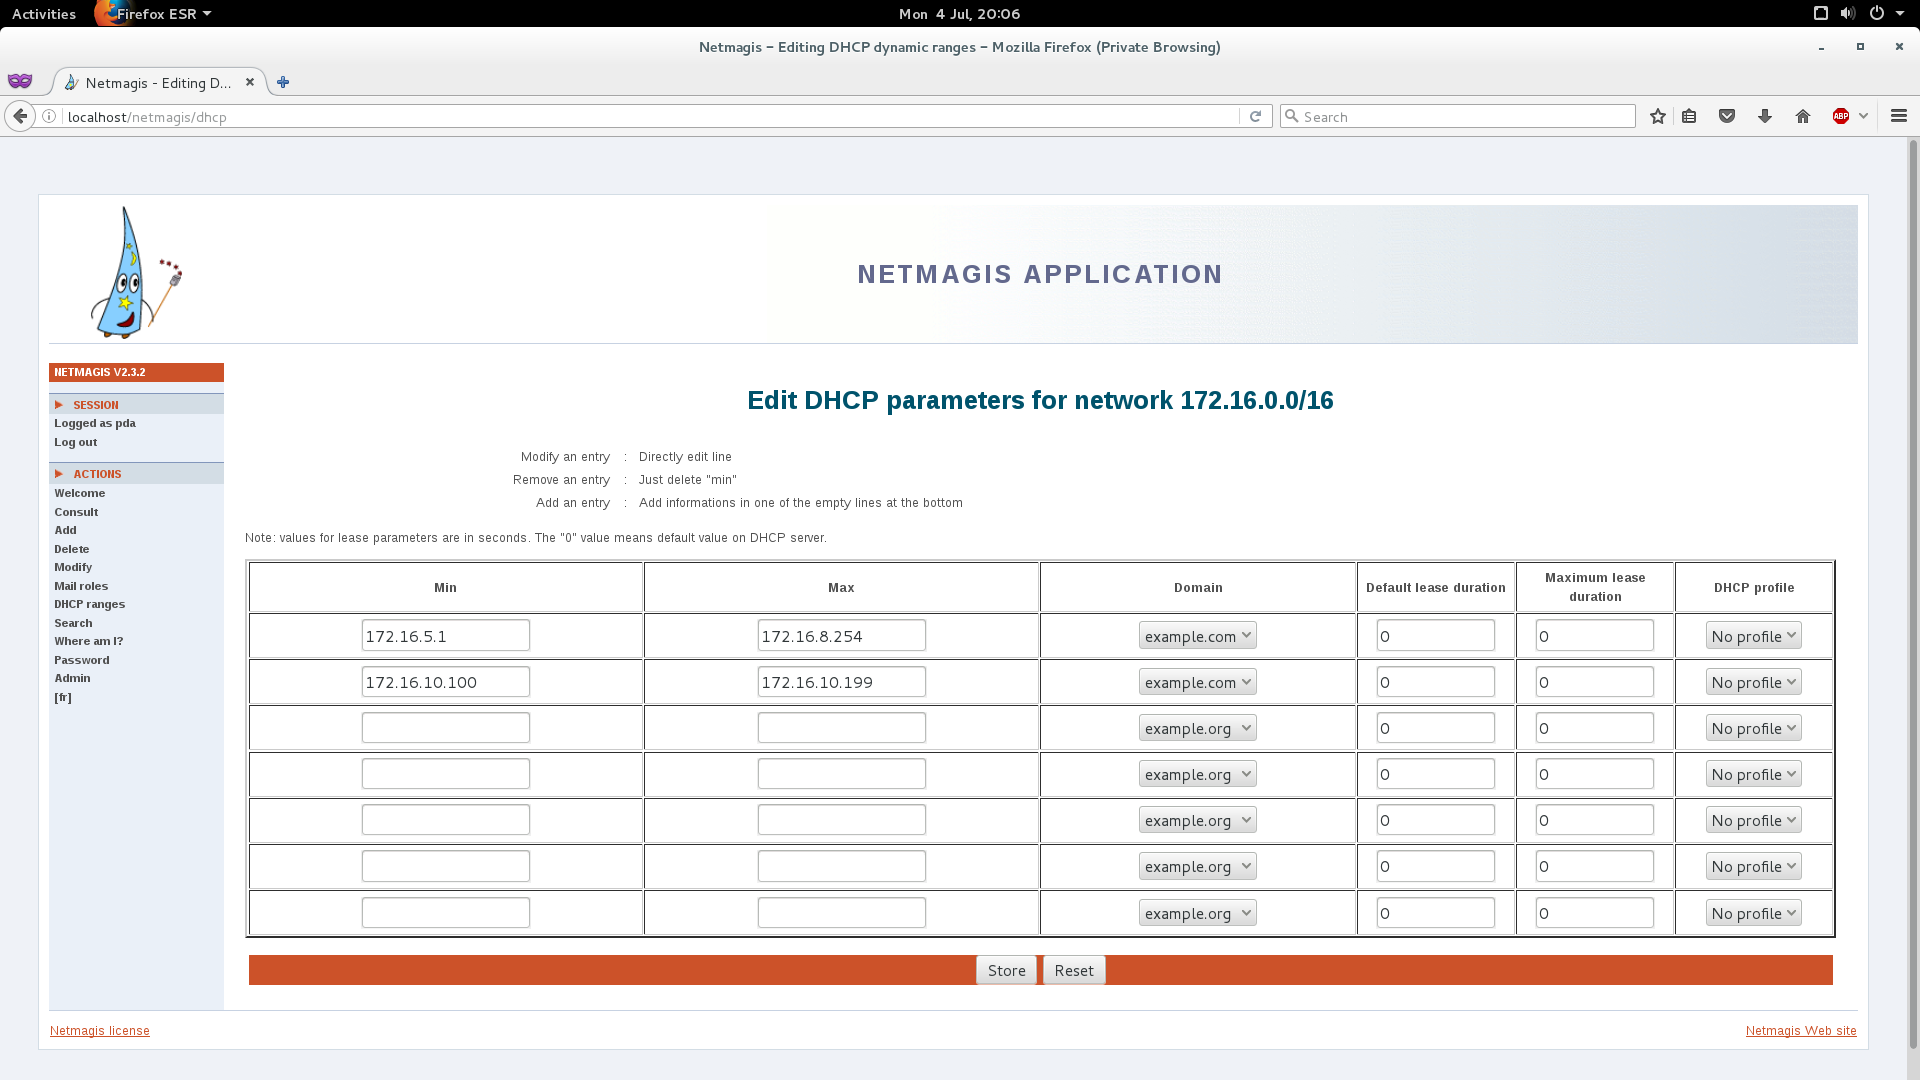 Activities Firefox ESR Mon 4 Jul, 20:06
Netmagis – Editing DHCP dynamic ranges – Mozilla Firefox (Private Browsing)
Netmagis - Editing D...
localhost/netmagis/dhcp Search ABP
NETMAGIS APPLICATION
NETMAGIS V2.3.2
SESSION
Logged as pda
Log out
ACTIONS
Welcome
Consult
Add
Delete
Modify
Mail roles
DHCP ranges
Search
Where am I?
Password
Admin
[fr]
Edit DHCP parameters for network 172.16.0.0/16
Modify an entry : Directly edit line
Remove an entry : Just delete "min"
Add an entry : Add informations in one of the empty lines at the bottom
Note: values for lease parameters are in seconds. The "0" value means default value on DHCP server.
Min Max Domain Default lease duration Maximum lease duration DHCP profile
172.16.5.1 172.16.8.254 example.com 0 0 No profile
172.16.10.100 172.16.10.199 example.com 0 0 No profile
example.org 0 0 No profile
example.org 0 0 No profile
example.org 0 0 No profile
example.org 0 0 No profile
example.org 0 0 No profile
Store Reset
Netmagis license Netmagis Web site